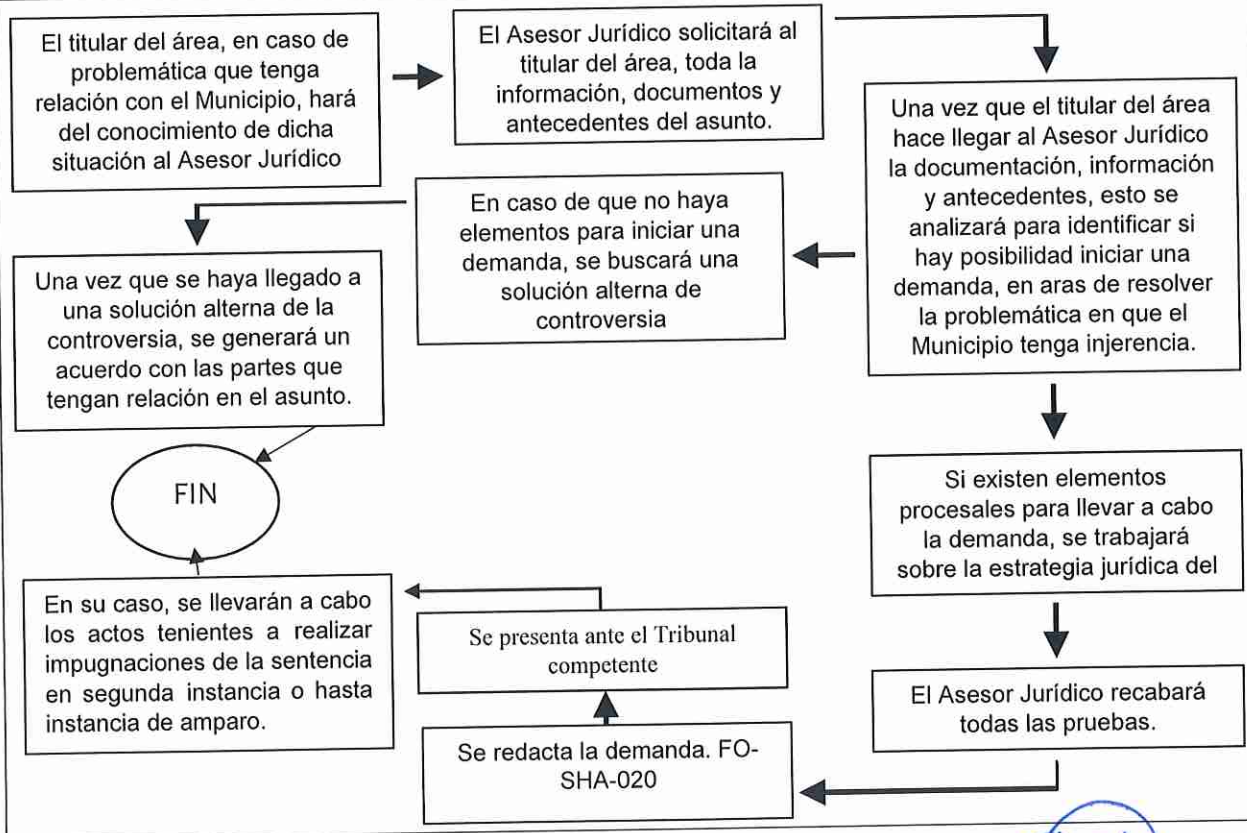 El titular del área, en caso de
problemática que tenga
relación con el Municipio, hará
del conocimiento de dicha
situación al Asesor Jurídico
El Asesor Jurídico solicitará al
titular del área, toda la
información, documentos y
antecedentes del asunto.
Una vez que el titular del área
hace llegar al Asesor Jurídico
la documentación, información
y antecedentes, esto se
analizará para identificar si
hay posibilidad iniciar una
demanda, en aras de resolver
la problemática en que el
Municipio tenga injerencia.
En caso de que no haya
elementos para iniciar una
demanda, se buscará una
solución alterna de
controversia
Una vez que se haya llegado a
una solución alterna de la
controversia, se generará un
acuerdo con las partes que
tengan relación en el asunto.
FIN
Si existen elementos
procesales para llevar a cabo
la demanda, se trabajará
sobre la estrategia jurídica del
El Asesor Jurídico recabará
todas las pruebas.
Se redacta la demanda. FO-
SHA-020
Se presenta ante el Tribunal
competente
En su caso, se llevarán a cabo
los actos tenientes a realizar
impugnaciones de la sentencia
en segunda instancia o hasta
instancia de amparo.